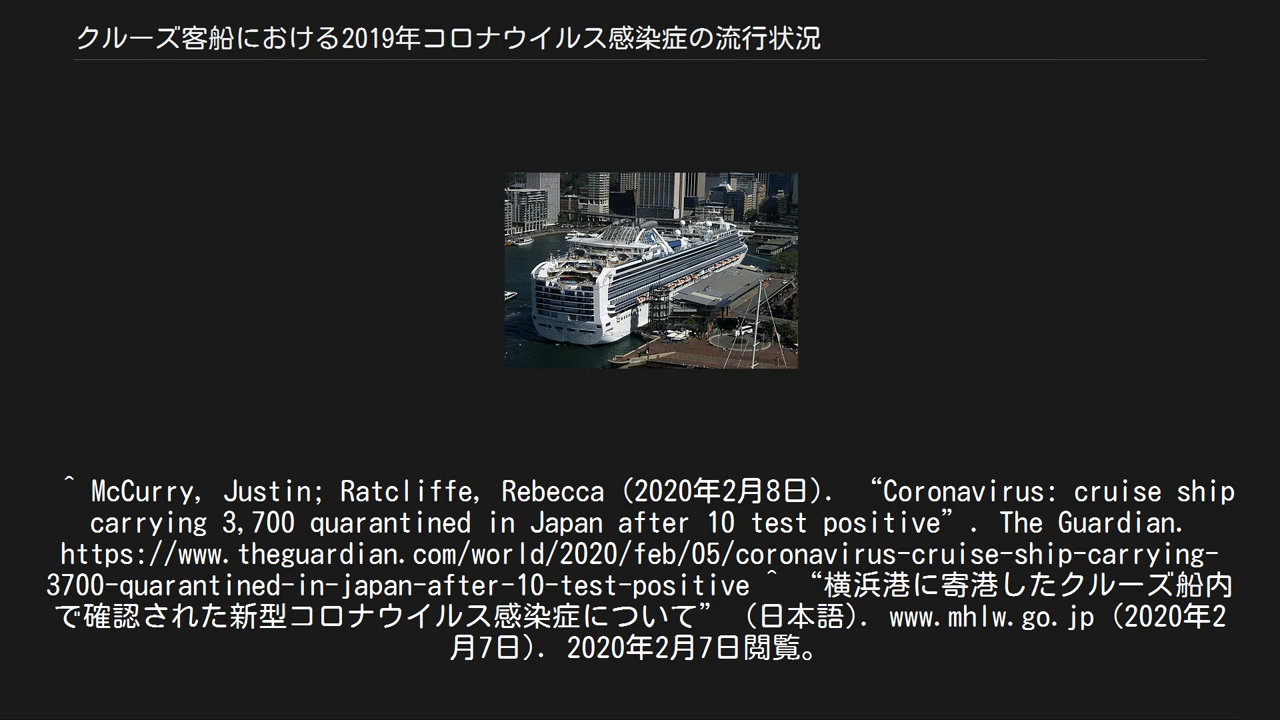 クルーズ客船における2019年コロナウイルス感染症の流行状況
^ McCurry, Justin; Ratcliffe, Rebecca (2020年2月8日). “Coronavirus: cruise ship
carrying 3,700 quarantined in Japan after 10 test positive”. The Guardian.
https://www.theguardian.com/world/2020/feb/05/coronavirus-cruise-ship-carrying-
3700-quarantined-in-japan-after-10-test-positive ^ “横浜港に寄港したクルーズ船内
で確認された新型コロナウイルス感染症について” (日本語). www.mhlw.go.jp (2020年2
月7日). 2020年2月7日閲覧。